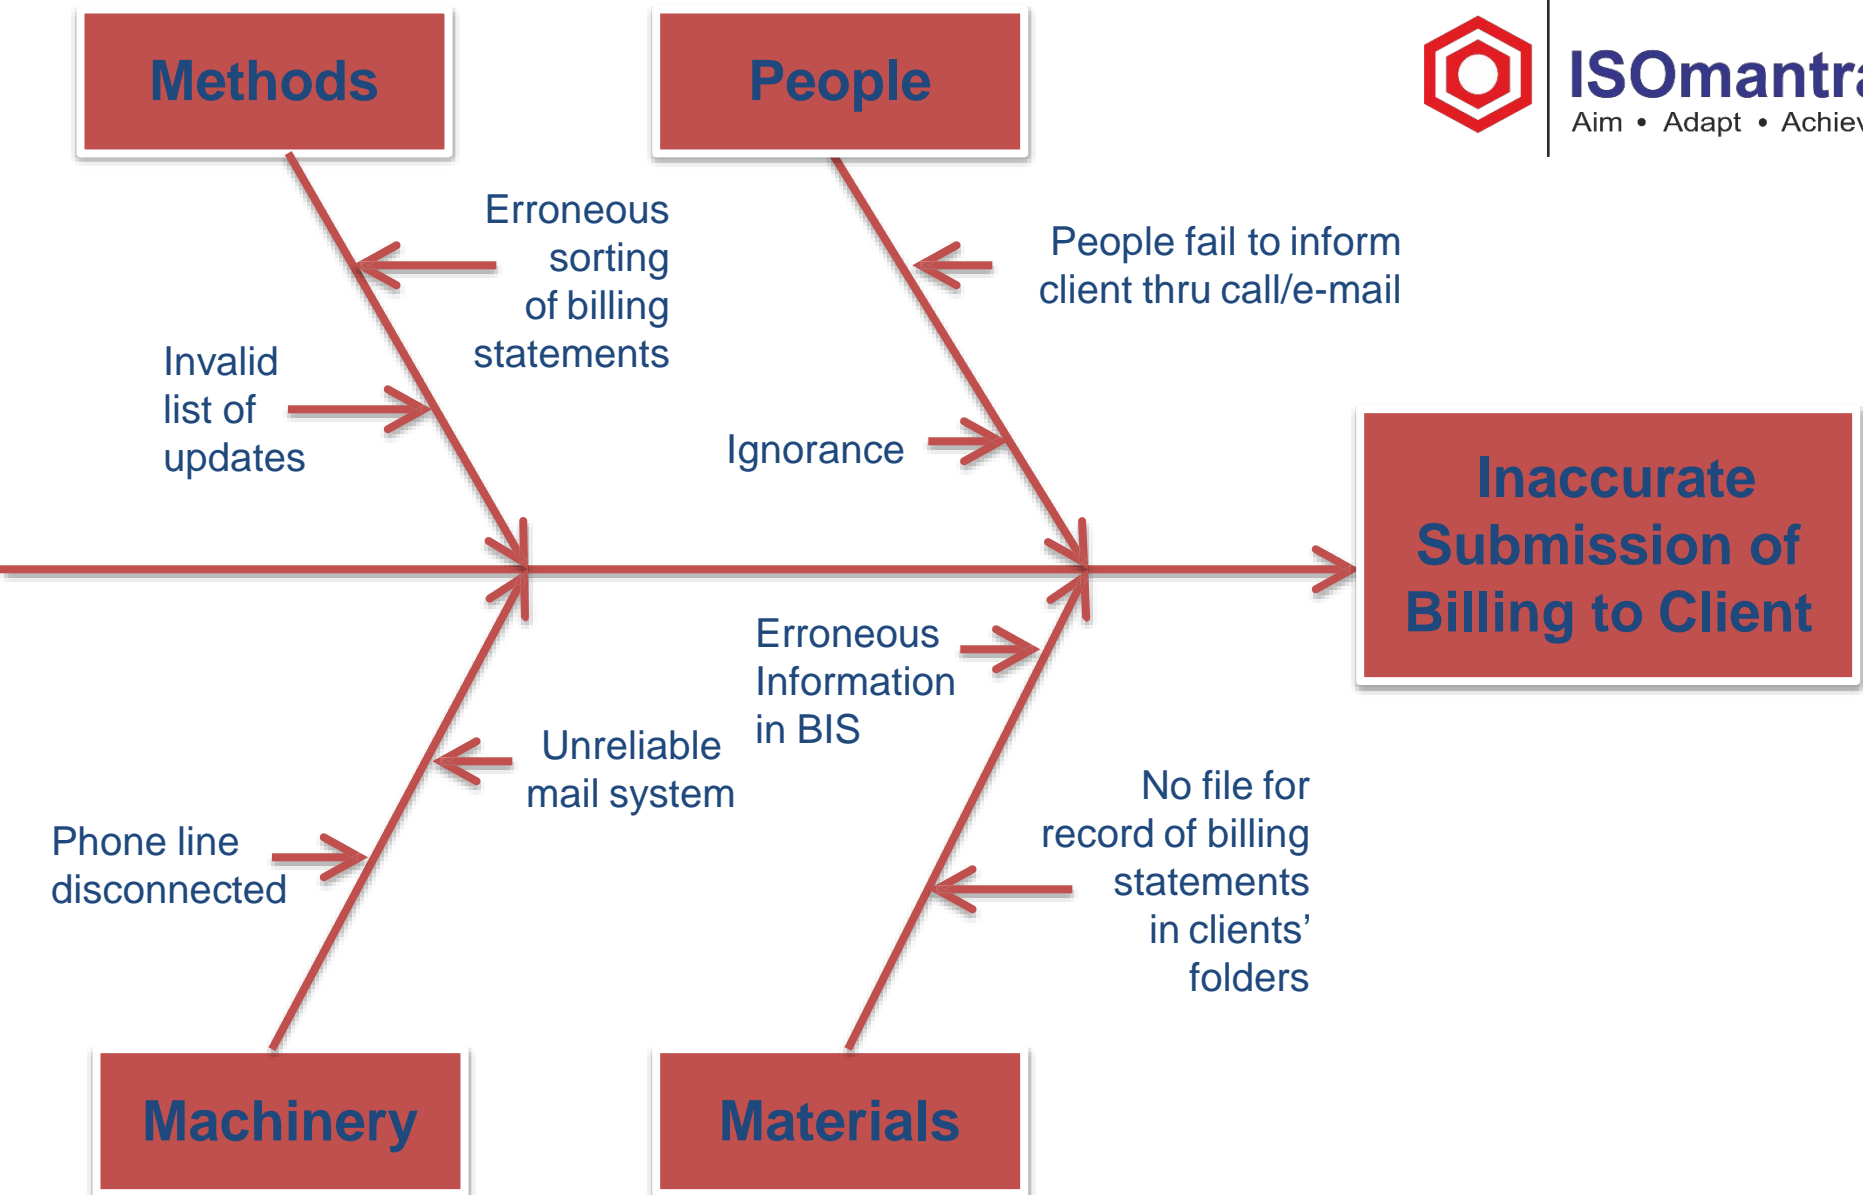 Methods
People
ISOmantra
Aim • Adapt • Achiev
Erroneous
sorting
of billing
statements
People fail to inform
client thru call/e-mail
Invalid
list of
updates
Ignorance
Inaccurate
Submission of
Billing to Client
Erroneous
Information
in BIS
Unreliable
mail system
No file for
record of billing
statements
in clients’
folders
Phone line
disconnected
Machinery
Materials